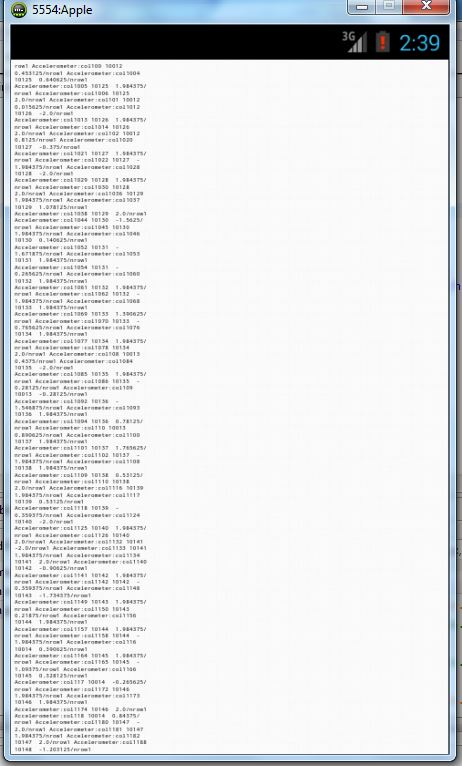 5554:Apple
3G
2:39
row1 Accelerometer:col100 10012
0.453125/nrow1 Accelerometer:col1004
10125 0.640625/nrow1
Accelerometer:col1005 10125 1.984375/
nrow1 Accelerometer:col1006 10125
2.0/nrow1 Accelerometer:col101 10012
0.015625/nrow1 Accelerometer:col1012
10126 -2.0/nrow1
Accelerometer:col1013 10126 1.984375/
nrow1 Accelerometer:col1014 10126
2.0/nrow1 Accelerometer:col102 10012
0.8125/nrow1 Accelerometer:col1020
10127 -0.375/nrow1
Accelerometer:col1021 10127 1.984375/
nrow1 Accelerometer:col1022 10127 -
1.984375/nrow1 Accelerometer:col1028
10128 -2.0/nrow1
Accelerometer:col1029 10128 1.984375/
nrow1 Accelerometer:col1030 10128
2.0/nrow1 Accelerometer:col1036 10129
1.984375/nrow1 Accelerometer:col1037
10129 1.078125/nrow1
Accelerometer:col1038 10129 2.0/nrow1
Accelerometer:col1044 10130 -1.5625/
nrow1 Accelerometer:col1045 10130
1.984375/nrow1 Accelerometer:col1046
10130 0.140625/nrow1
Accelerometer:col1052 10131 -
1.671875/nrow1 Accelerometer:col1053
10131 1.984375/nrow1
Accelerometer:col1054 10131 -
0.265625/nrow1 Accelerometer:col1060
10132 1.984375/nrow1
Accelerometer:col1061 10132 1.984375/
nrow1 Accelerometer:col1062 10132 -
1.984375/nrow1 Accelerometer:col1068
10133 1.984375/nrow1
Accelerometer:col1069 10133 1.390625/
nrow1 Accelerometer:col1070 10133 -
0.765625/nrow1 Accelerometer:col1076
10134 1.984375/nrow1
Accelerometer:col1077 10134 1.984375/
nrow1 Accelerometer:col1078 10134
2.0/nrow1 Accelerometer:col108 10013
0.4375/nrow1 Accelerometer:col1084
10135 -2.0/nrow1
Accelerometer:col1085 10135 1.984375/
nrow1 Accelerometer:col1086 10135 -
0.28125/nrow1 Accelerometer:col109
10013 -0.28125/nrow1
Accelerometer:col1092 10136 -
1.546875/nrow1 Accelerometer:col1093
10136 1.984375/nrow1
Accelerometer:col1094 10136 0.78125/
nrow1 Accelerometer:col110 10013
0.890625/nrow1 Accelerometer:col1100
10137 1.984375/nrow1
Accelerometer:col1101 10137 1.765625/
nrow1 Accelerometer:col1102 10137 -
1.984375/nrow1 Accelerometer:col1108
10138 1.984375/nrow1
Accelerometer:col1109 10138 0.53125/
nrow1 Accelerometer:col1110 10138
2.0/nrow1 Accelerometer:col1116 10139
1.984375/nrow1 Accelerometer:col1117
10139 0.53125/nrow1
Accelerometer:col1118 10139 -
0.359375/nrow1 Accelerometer:col1124
10140 -2.0/nrow1
Accelerometer:col1125 10140 1.984375/
nrow1 Accelerometer:col1126 10140
2.0/nrow1 Accelerometer:col1132 10141
-2.0/nrow1 Accelerometer:col1133 10141
1.984375/nrow1 Accelerometer:col1134
10141 2.0/nrow1 Accelerometer:col1140
10142 -0.90625/nrow1
Accelerometer:col1141 10142 1.984375/
nrow1 Accelerometer:col1142 10142 -
0.359375/nrow1 Accelerometer:col1148
10143 -1.734375/nrow1
Accelerometer:col1149 10143 1.984375/
nrow1 Accelerometer:col1150 10143
0.21875/nrow1 Accelerometer:col1156
10144 1.984375/nrow1
Accelerometer:col1157 10144 1.984375/
nrow1 Accelerometer:col1158 10144 -
1.984375/nrow1 Accelerometer:col116
10014 0.390625/nrow1
Accelerometer:col1164 10145 1.984375/
nrow1 Accelerometer:col1165 10145 -
1.09375/nrow1 Accelerometer:col1166
10145 0.328125/nrow1
Accelerometer:col117 10014 -0.265625/
nrow1 Accelerometer:col1172 10146
1.984375/nrow1 Accelerometer:col1173
10146 1.984375/nrow1
Accelerometer:col1174 10146 2.0/nrow1
Accelerometer:col118 10014 0.84375/
nrow1 Accelerometer:col1180 10147 -
2.0/nrow1 Accelerometer:col1181 10147
1.984375/nrow1 Accelerometer:col1182
10147 2.0/nrow1 Accelerometer:col1188
10148 -1.203125/nrow1